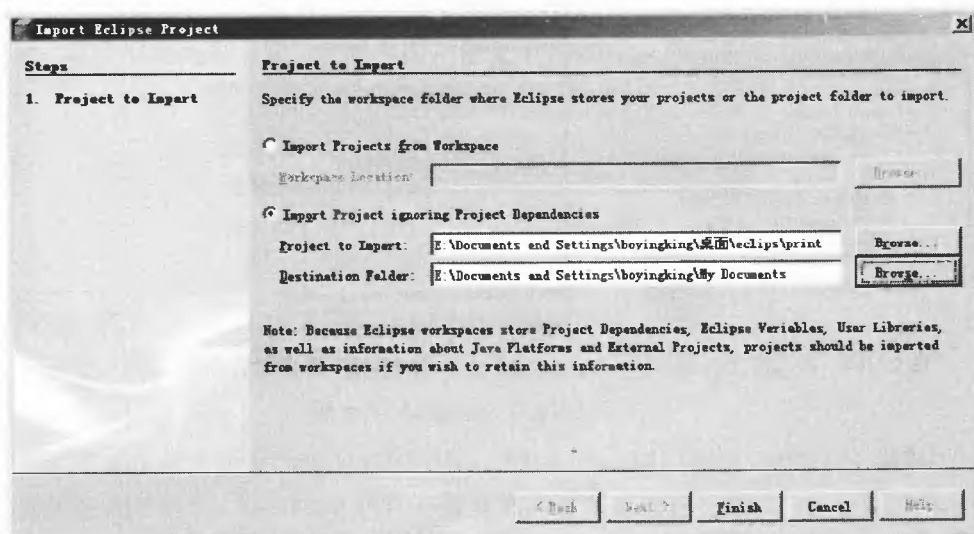 Import Eclipse Project
Steps
1. Project to Import
Project to Import
Specify the workspace folder where Eclipse stores your projects or the project folder to import.
Import Projects from Workspace
Workspace Location:
Browse...
Import Project ignoring Project Dependencies
Project to Import:
E:\Documents and Settings\boyingking\桌面\eclips\print
Browse...
Destination Folder:
E:\Documents and Settings\boyingking\My Documents
Browse...
Note: Because Eclipse workspaces store Project Dependencies, Eclipse Veriables, User Libreries,
as well as information about Java Platforms and External Projects, projects should be imported
from workspaces if you wish to retain this information.
< Back
Next >
Finish
Cancel
Help